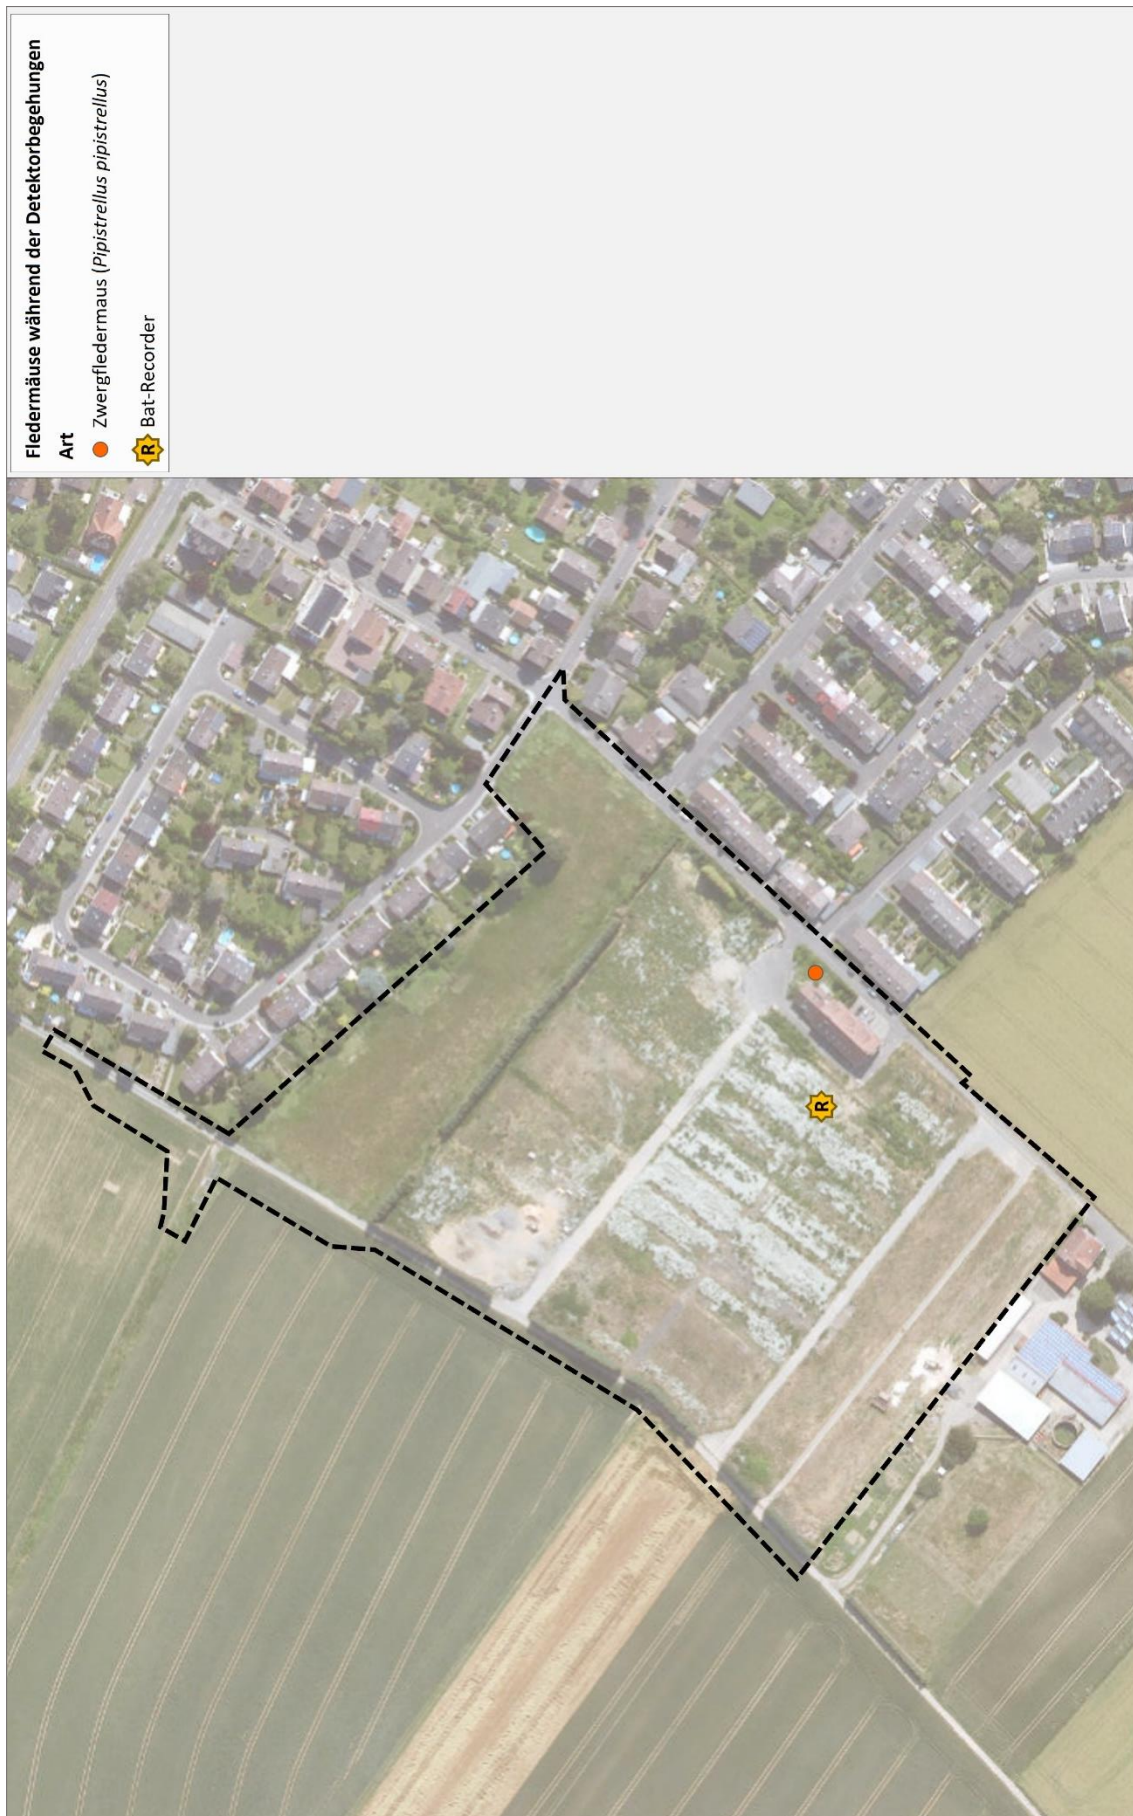 Fledermäuse während der Detektorbegehungen
Art
Zwergfledermaus (Pipistrellus pipistrellus)
R Bat-Recorder
R